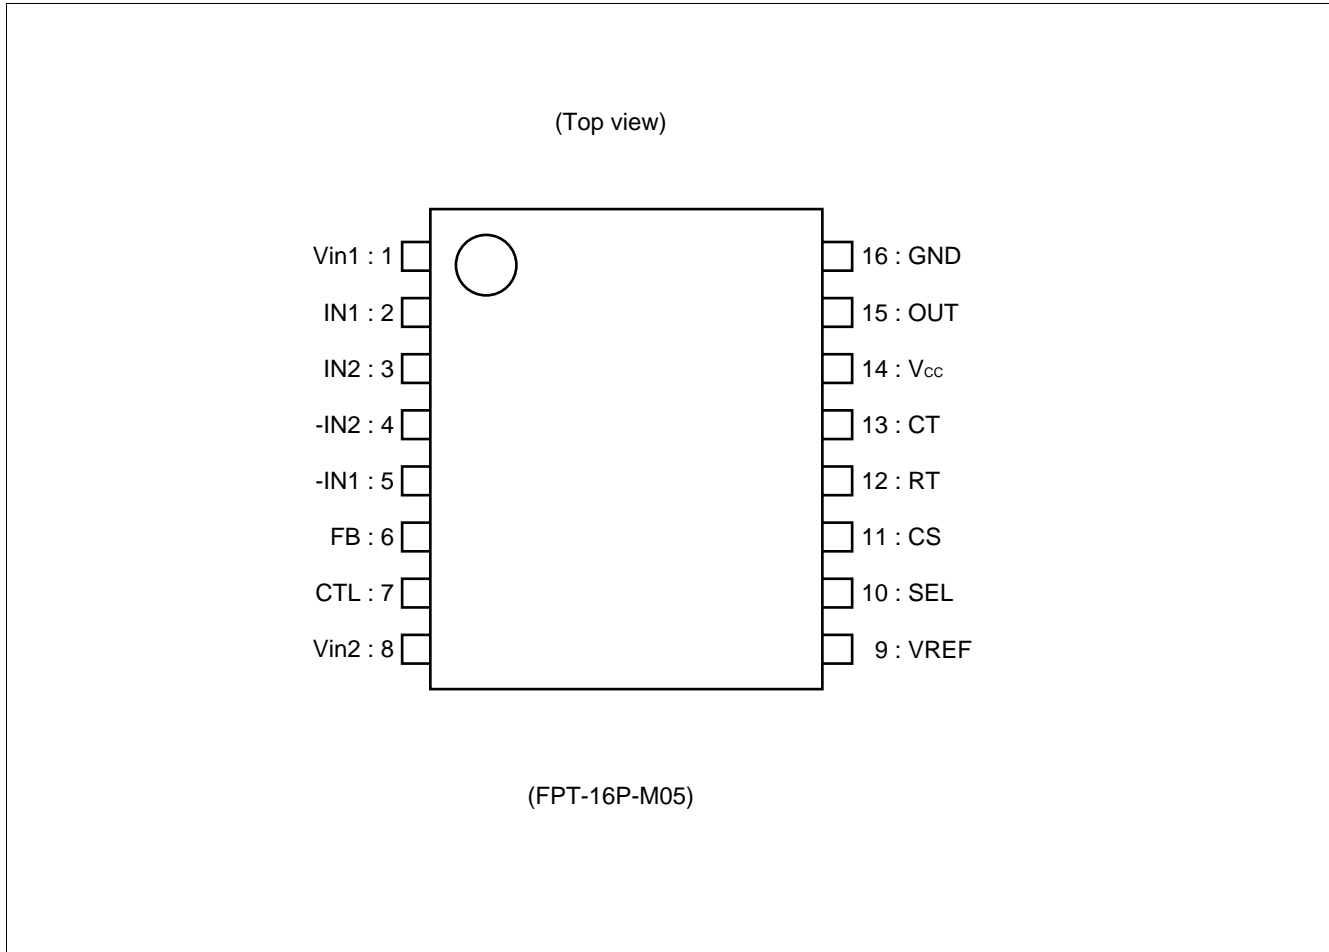 (Top view)
Vin1 : 1
IN1 : 2
IN2 : 3
-IN2 : 4
-IN1 : 5
FB : 6
CTL : 7
Vin2 : 8
16 : GND
15 : OUT
14 : VCC
13 : CT
12 : RT
11 : CS
10 : SEL
9 : VREF
(FPT-16P-M05)